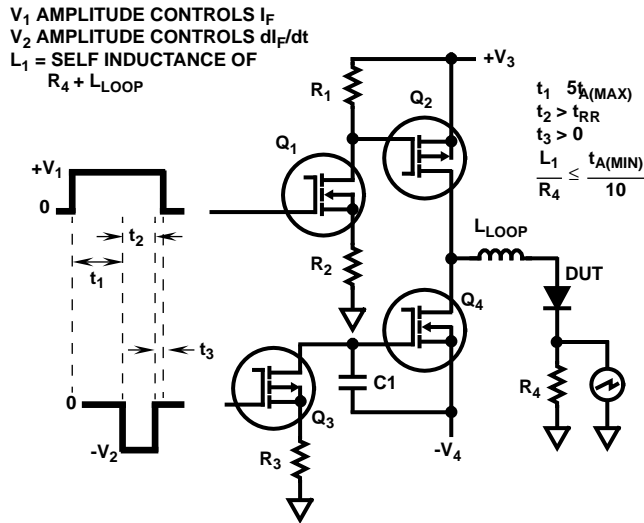 V1 AMPLITUDE CONTROLS IF
V2 AMPLITUDE CONTROLS dIF/dt
L1 = SELF INDUCTANCE OF
R4 + LLOOP
+V3
R1
Q2
t1 5tA(MAX)
t2 > tRR
t3 > 0
L1/R4 ≤ tA(MIN)/10
Q1
+V1
0
t2
t1
R2
LLOOP
DUT
Q4
t3
0
C1
R4
Q3
-V2
R3
-V4